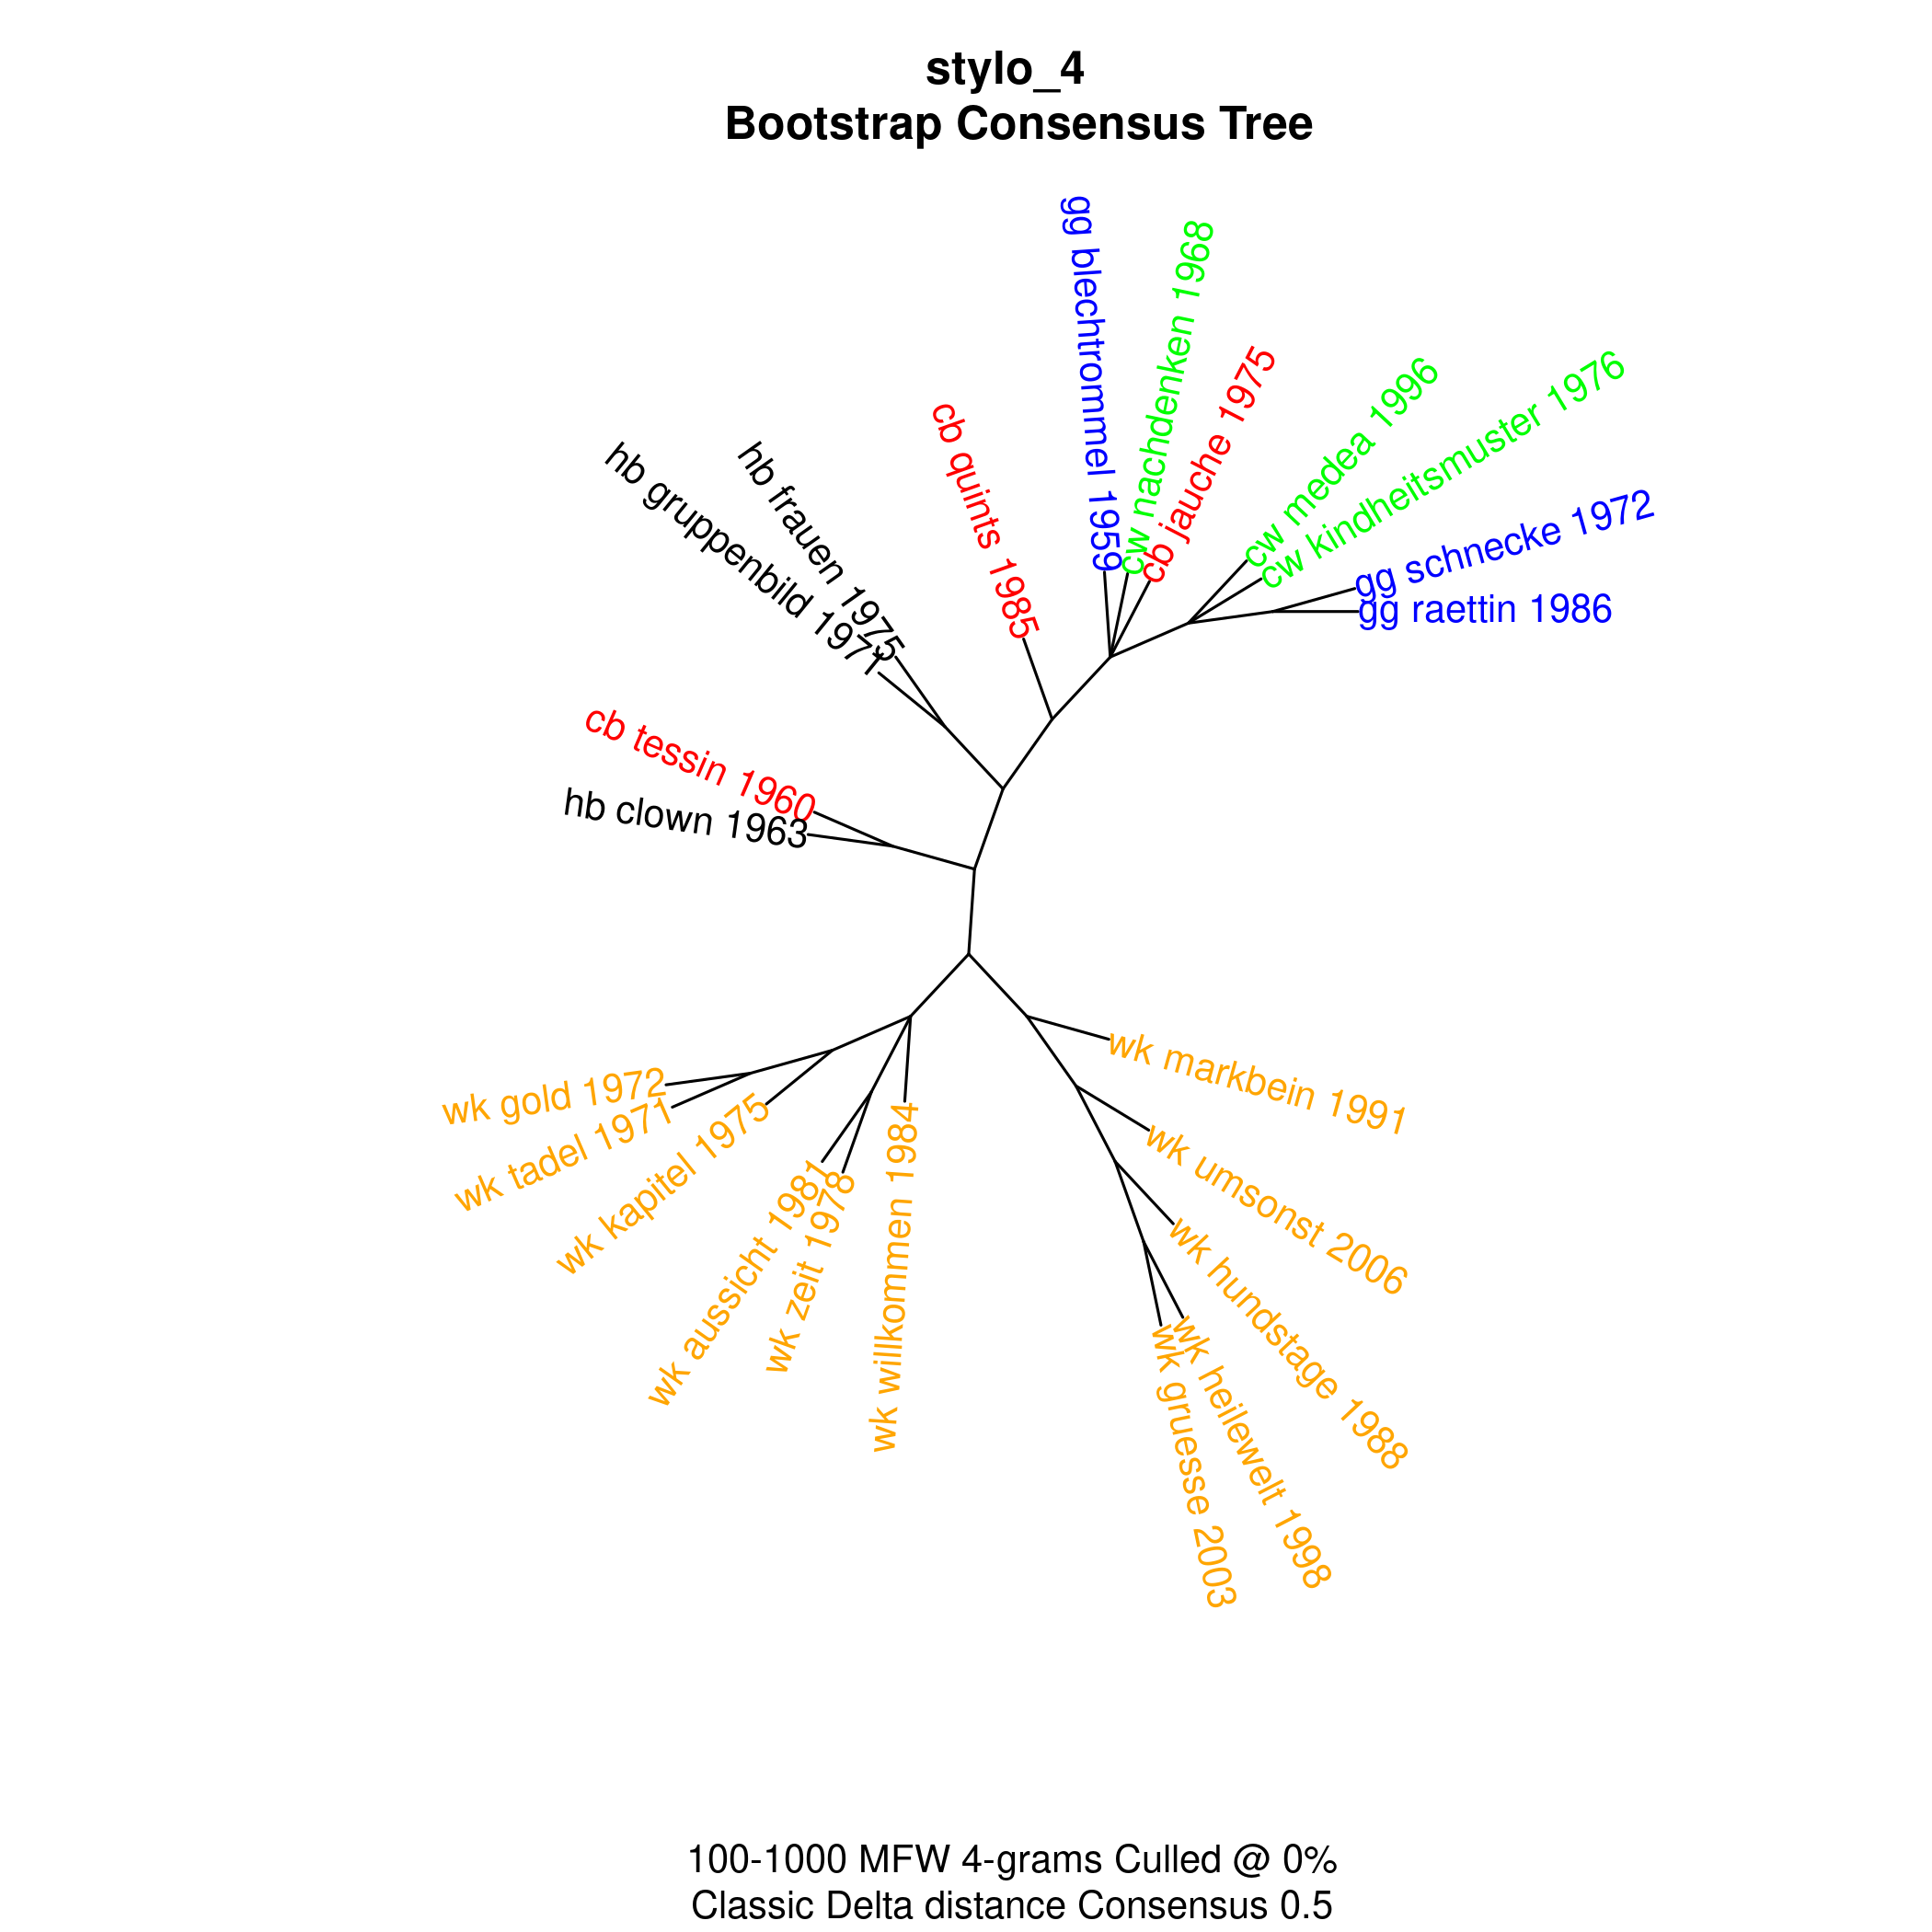 stylo_4
Bootstrap Consensus Tree
gg blechtrommel 1959
cw nachdenken 1968
cb jauche 1975
cw medea 1996
cw kindheitsmuster 1976
gg schnecke 1972
gg raettin 1986
cb quints 1985
hb frauen 1975
hb gruppenbild 1971
cb tessin 1960
hb clown 1963
wk gold 1972
wk tadel 1971
wk kapitel 1975
wk aussicht 1981
wk zeit 1978
wk willkommen 1984
wk markbein 1991
wk umsonst 2006
wk hundstage 1988
wk heilewelt 1998
wk gruesse 2003
100-1000 MFW 4-grams Culled @ 0%
Classic Delta distance Consensus 0.5